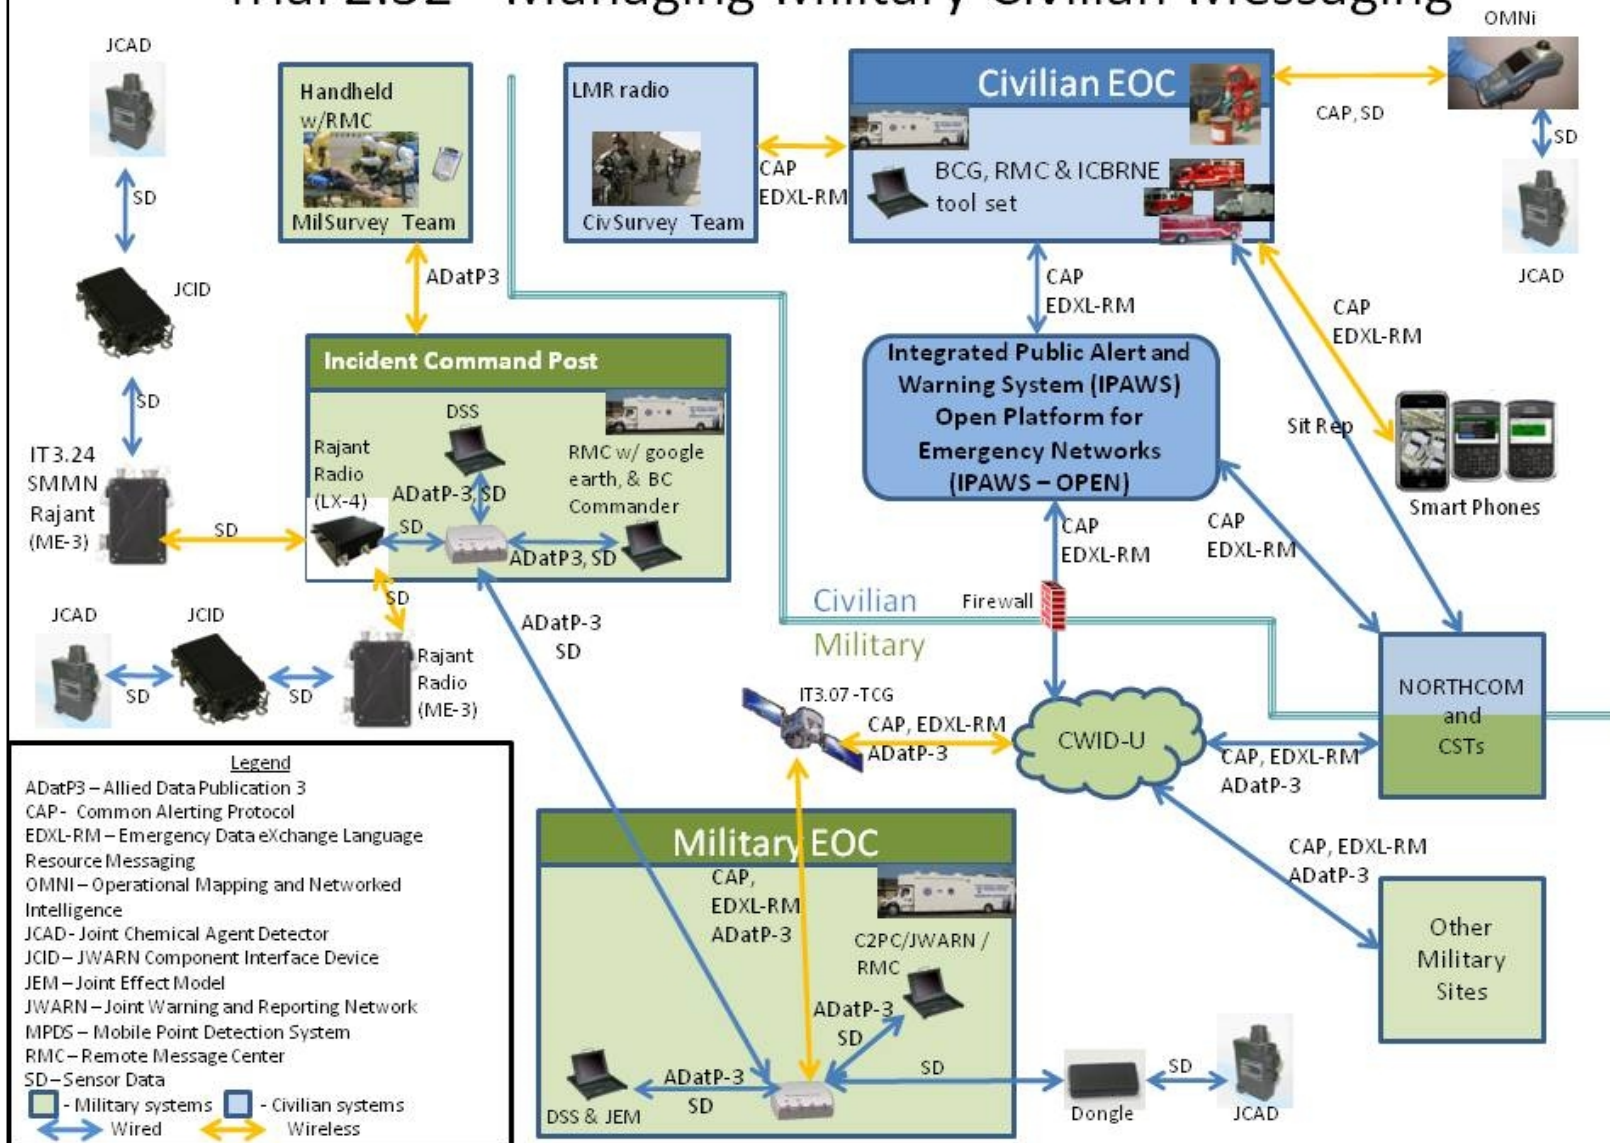 Trial 2.52 - Managing Military-Civilian Messaging
OMNi
JCAD
Handheld
w/RMC
MilSurvey Team
LMR radio
CivSurvey Team
CAP
EDXL-RM
Civilian EOC
BCG, RMC & ICBRNE
tool set
CAP, SD
SD
JCAD
SD
JCID
SD
ADatP3
CAP
EDXL-RM
CAP
EDXL-RM
Integrated Public Alert and
Warning System (IPAWS)
Open Platform for
Emergency Networks
(IPAWS – OPEN)
Sit Rep
Smart Phones
Incident Command Post
DSS
Rajant
Radio
(LX-4)
RMC w/ google
earth, & BC
Commander
ADatP-3, SD
SD
ADatP3, SD
IT3.24
SMMN
Rajant
(ME-3)
SD
SD
CAP
EDXL-RM
CAP
EDXL-RM
Civilian
Military
Firewall
ADatP-3
SD
JCAD
JCID
SD
SD
Rajant
Radio
(ME-3)
IT3.07 -TCG
CAP, EDXL-RM
ADatP-3
CWID-U
NORTHCOM
and
CSTs
CAP, EDXL-RM
ADatP-3
CAP, EDXL-RM
ADatP-3
Other
Military
Sites
Military EOC
CAP,
EDXL-RM
ADatP-3
C2PC/JWARN /
RMC
ADatP-3
SD
DSS & JEM
ADatP-3
SD
SD
Dongle
SD
JCAD
Legend
ADatP3 – Allied Data Publication 3
CAP - Common Alerting Protocol
EDXL-RM – Emergency Data eXchange Language
Resource Messaging
OMNI – Operational Mapping and Networked
Intelligence
JCAD - Joint Chemical Agent Detector
JCID – JWARN Component Interface Device
JEM – Joint Effect Model
JWARN – Joint Warning and Reporting Network
MPDS – Mobile Point Detection System
RMC – Remote Message Center
SD – Sensor Data
- Military systems - Civilian systems
Wired Wireless